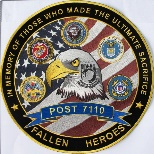 IN MEMORY OF THOSE WHO MADE THE ULTIMATE SACRIFICE
POST 7110
FALLEN HEROES